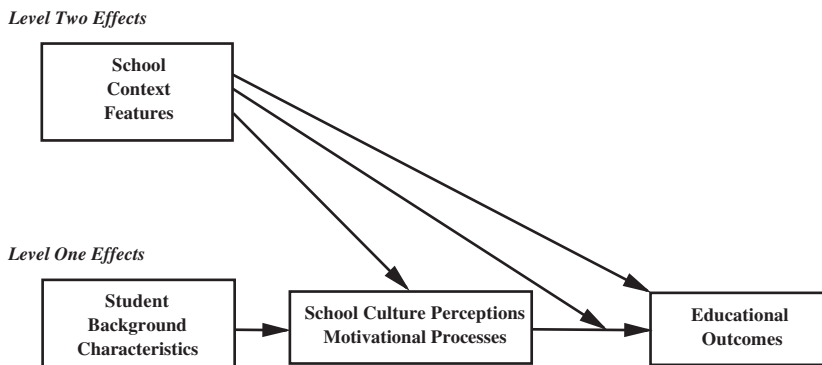 Level Two Effects
School
Context
Features
Level One Effects
Student
Background
Characteristics
School Culture Perceptions
Motivational Processes
Educational
Outcomes